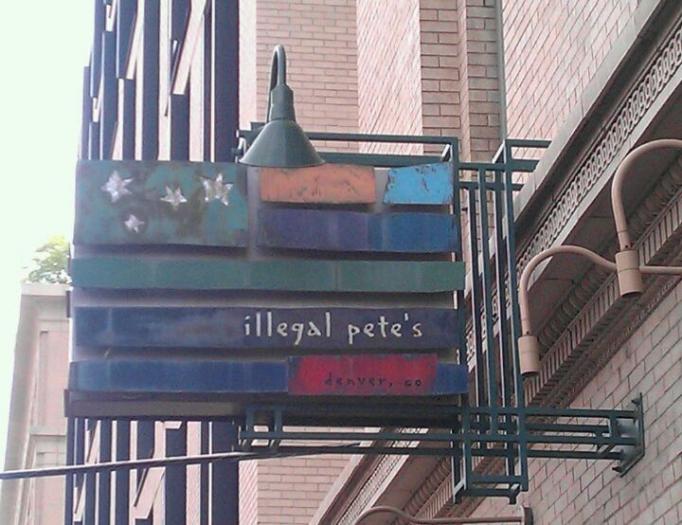 illegal pete's
denver, co